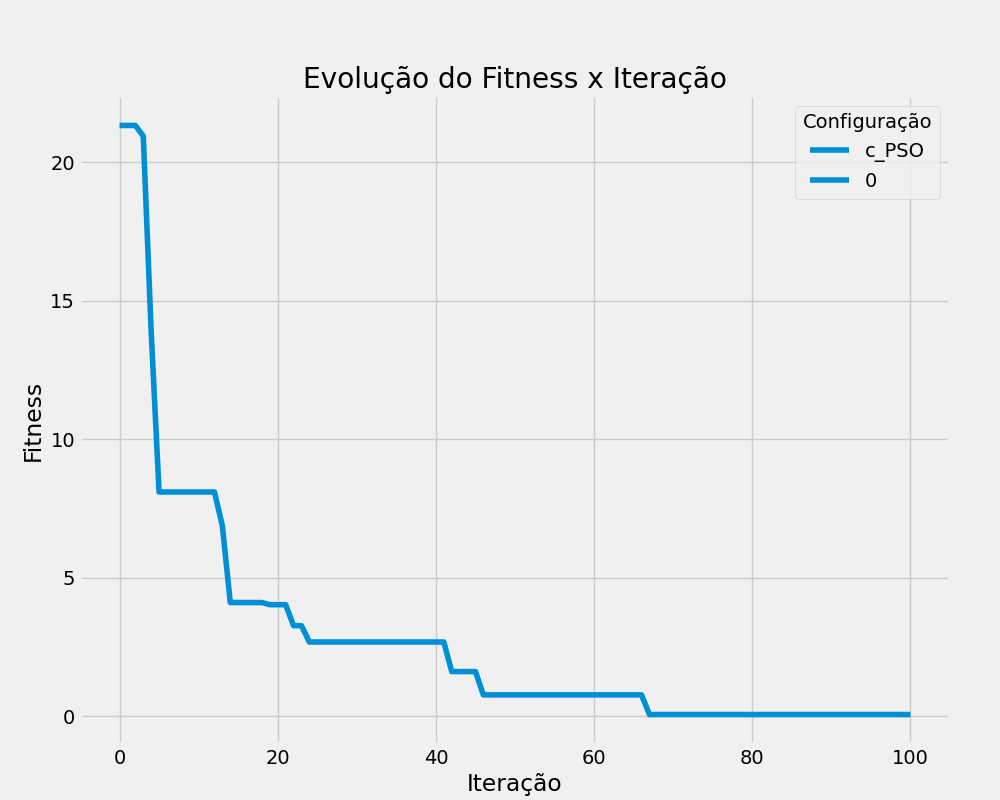 Evolução do Fitness x Iteração
Configuração
c_PSO
0
Fitness
20
15
10
5
0
0 20 40 60 80 100
Iteração